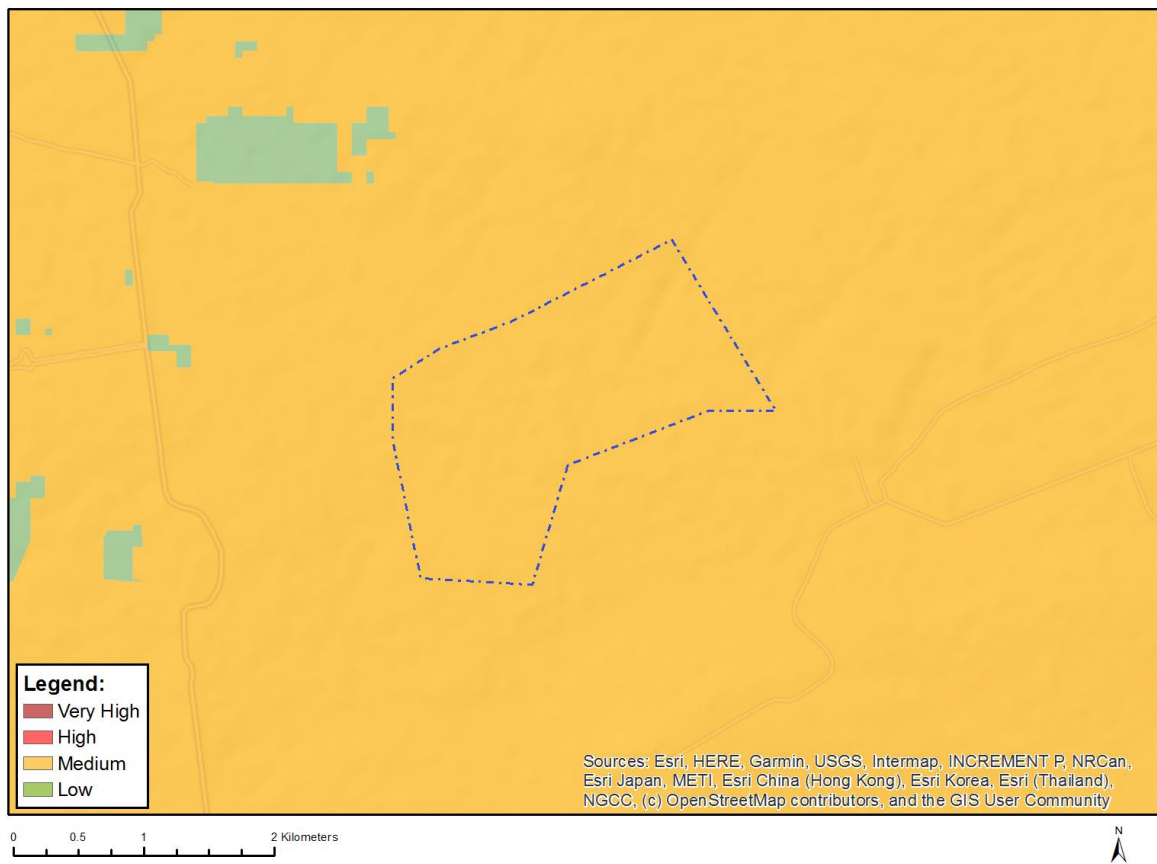 Legend:
Very High
High
Medium
Low
Sources: Esri, HERE, Garmin, USGS, Intermap, INCREMENT P, NRCan,
Esri Japan, METI, Esri China (Hong Kong), Esri Korea, Esri (Thailand),
NGCC, (c) OpenStreetMap contributors, and the GIS User Community
0 0.5 1 2 Kilometers
N